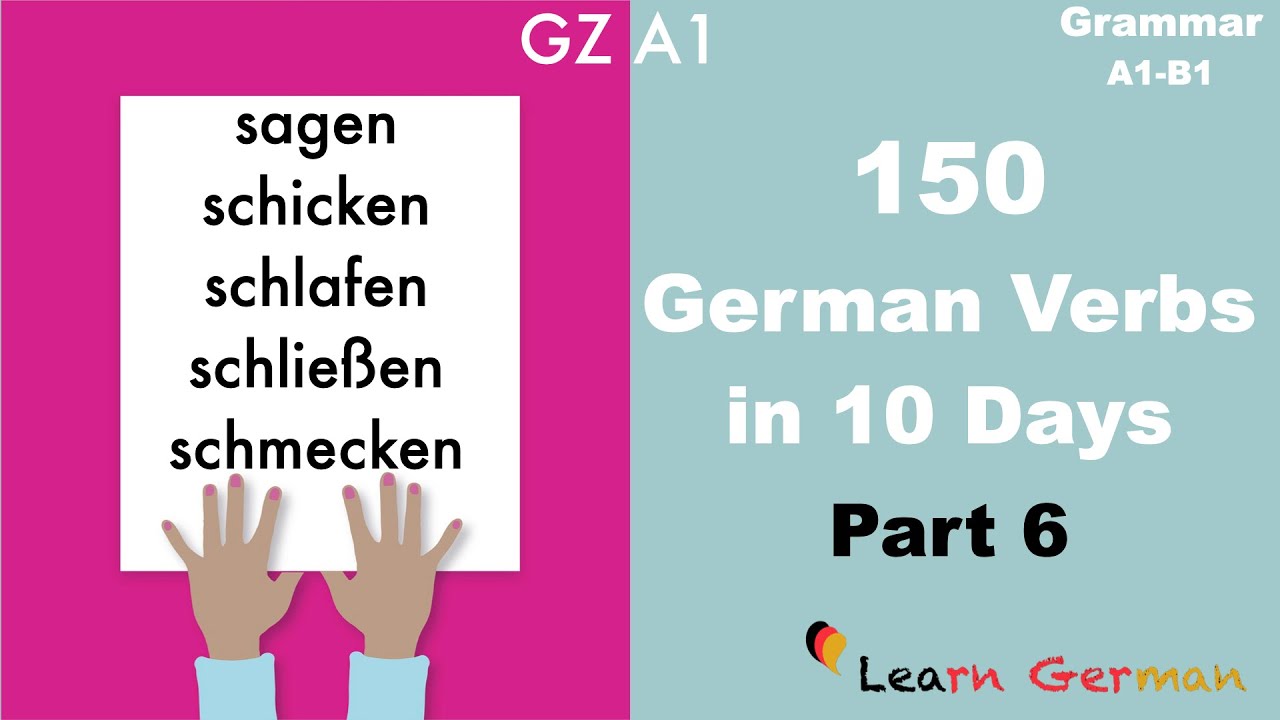 GZ A1
sagen
schicken
schlafen
schließen
schmecken
Grammar
A1-B1
150
German Verbs
in 10 Days
Part 6
Learn German